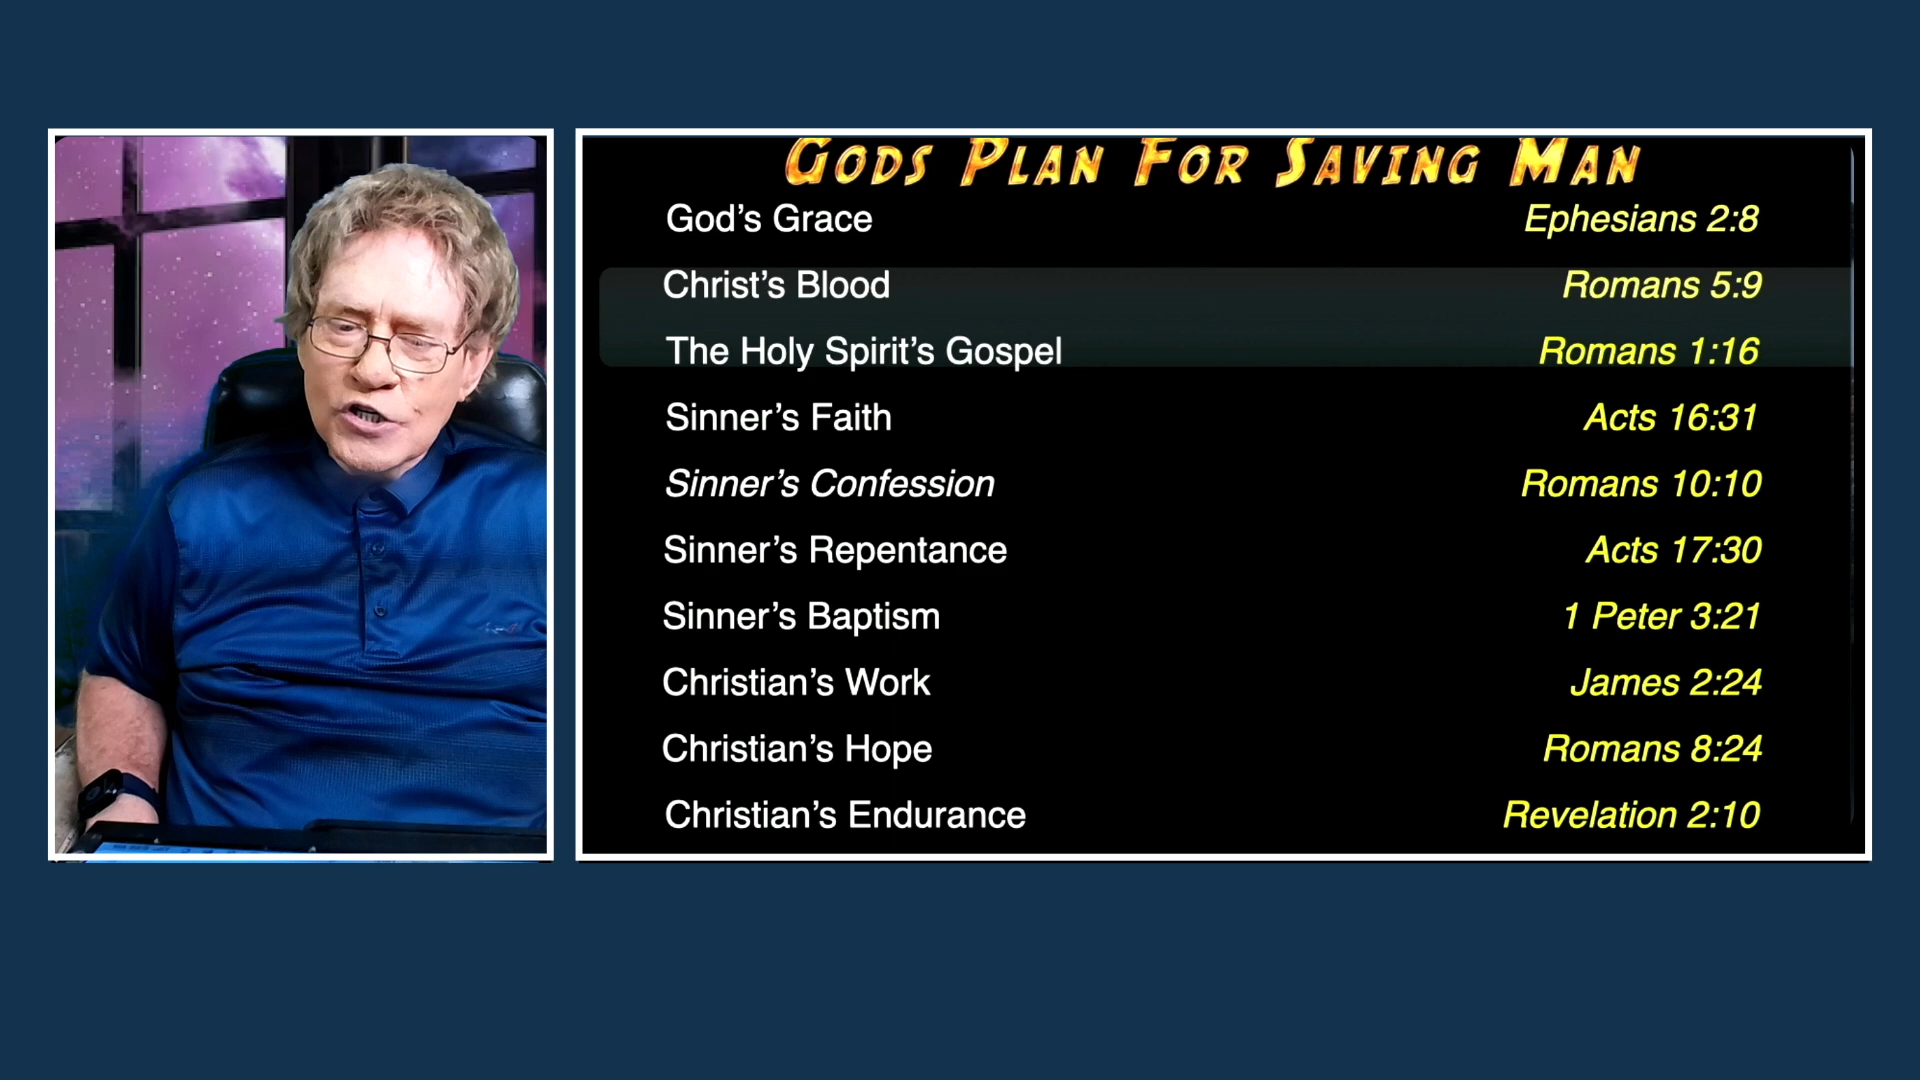 GODS PLAN FOR SAVING MAN
God’s Grace Ephesians 2:8
Christ’s Blood Romans 5:9
The Holy Spirit’s Gospel Romans 1:16
Sinner’s Faith Acts 16:31
Sinner’s Confession Romans 10:10
Sinner’s Repentance Acts 17:30
Sinner’s Baptism 1 Peter 3:21
Christian’s Work James 2:24
Christian’s Hope Romans 8:24
Christian’s Endurance Revelation 2:10